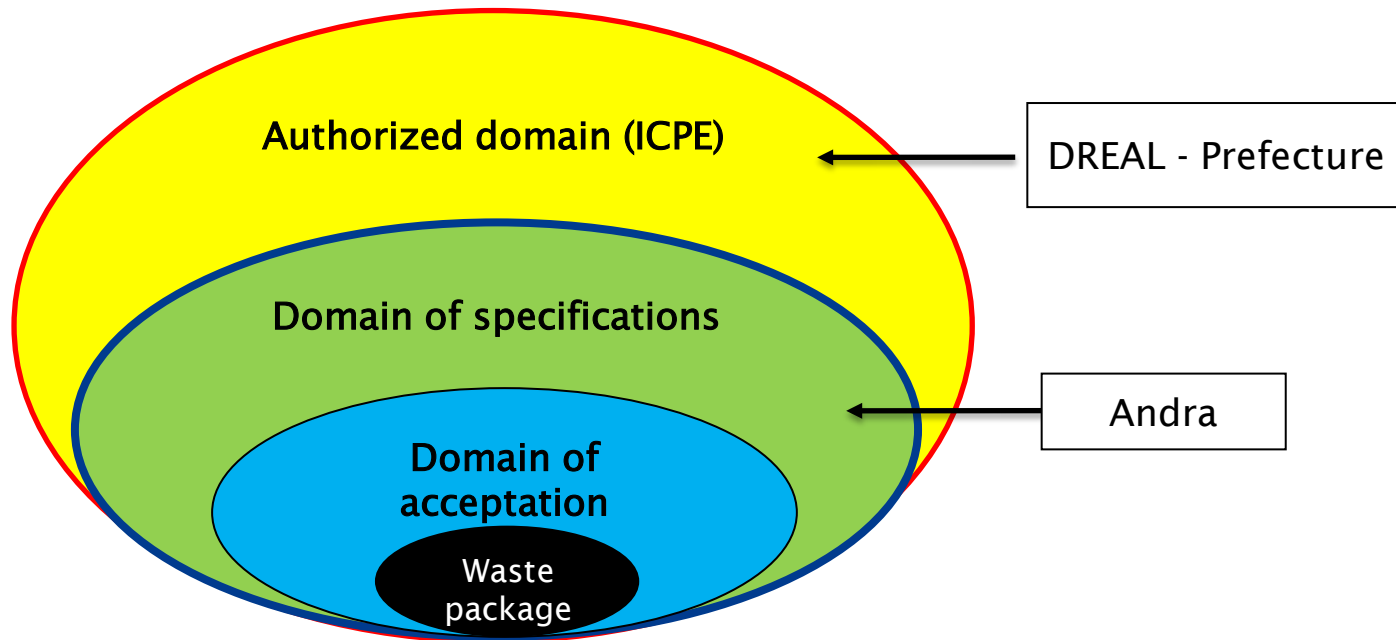 Authorized domain (ICPE)
DREAL - Prefecture
Domain of specifications
Andra
Domain of
acceptation
Waste
package